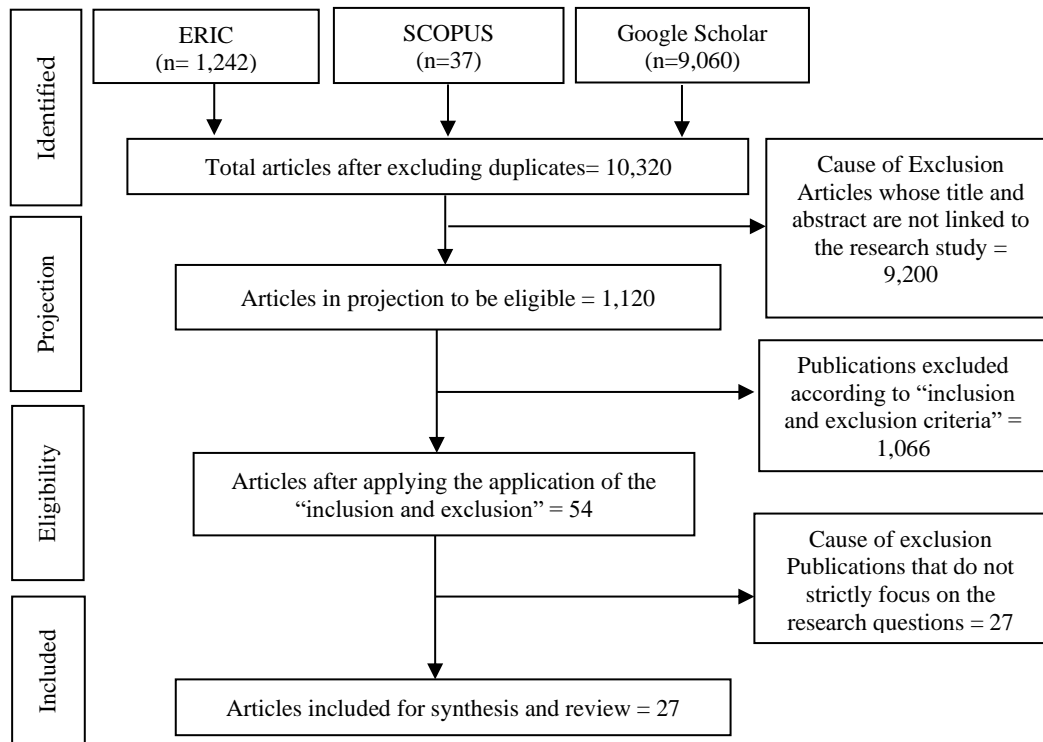 Identified
ERIC
(n= 1,242)
SCOPUS
(n=37)
Google Scholar
(n=9,060)
Total articles after excluding duplicates= 10,320
Cause of Exclusion
Articles whose title and
abstract are not linked to
the research study =
9,200
Projection
Articles in projection to be eligible = 1,120
Publications excluded
according to “inclusion
and exclusion criteria” =
1,066
Eligibility
Articles after applying the application of the
“inclusion and exclusion” = 54
Cause of exclusion
Publications that do not
strictly focus on the
research questions = 27
Included
Articles included for synthesis and review = 27